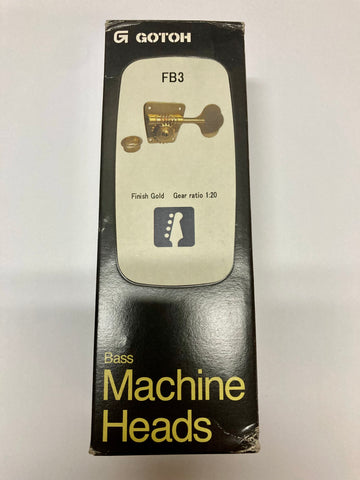 GOTOH
FB3
Finish Gold Gear ratio 1:20
Bass
Machine
Heads